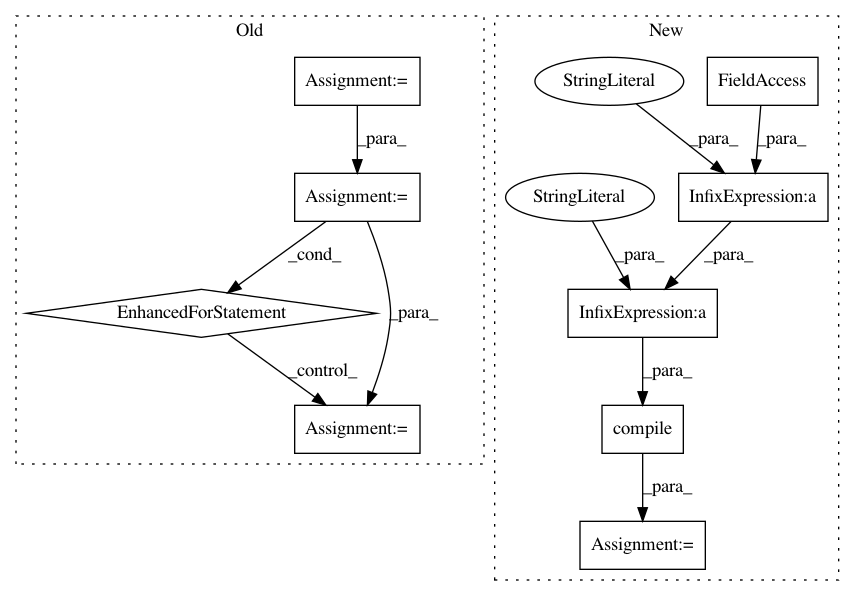 Old
New
Assignment:=
StringLiteral
FieldAccess
_para_
_para_
_para_
Assignment:=
StringLiteral
InfixExpression:a
_cond_
_para_
_para_
EnhancedForStatement
_para_
InfixExpression:a
_control_
_para_
Assignment:=
compile
_para_
Assignment:=